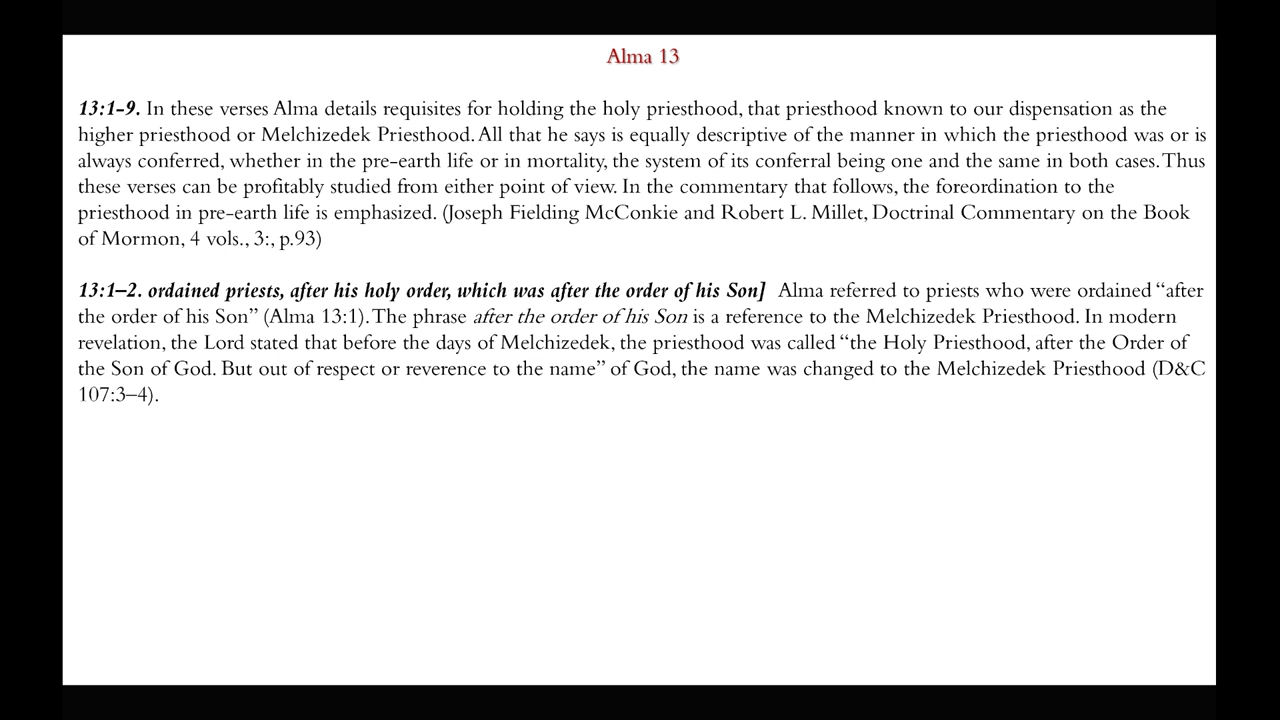 Alma 13
13:1-9. In these verses Alma details requisites for holding the holy priesthood, that priesthood known to our dispensation as the
higher priesthood or Melchizedek Priesthood. All that he says is equally descriptive of the manner in which the priesthood was or is
always conferred, whether in the pre-earth life or in mortality, the system of its conferral being one and the same in both cases. Thus
these verses can be profitably studied from either point of view. In the commentary that follows, the foreordination to the
priesthood in pre-earth life is emphasized. (Joseph Fielding McConkie and Robert L. Millet, Doctrinal Commentary on the Book
of Mormon, 4 vols., 3:, p.93)
13:1–2. ordained priests, after his holy order, which was after the order of his Son] Alma referred to priests who were ordained “after
the order of his Son” (Alma 13:1). The phrase after the order of his Son is a reference to the Melchizedek Priesthood. In modern
revelation, the Lord stated that before the days of Melchizedek, the priesthood was called “the Holy Priesthood, after the Order of
the Son of God. But out of respect or reverence to the name” of God, the name was changed to the Melchizedek Priesthood (D&C
107:3–4).